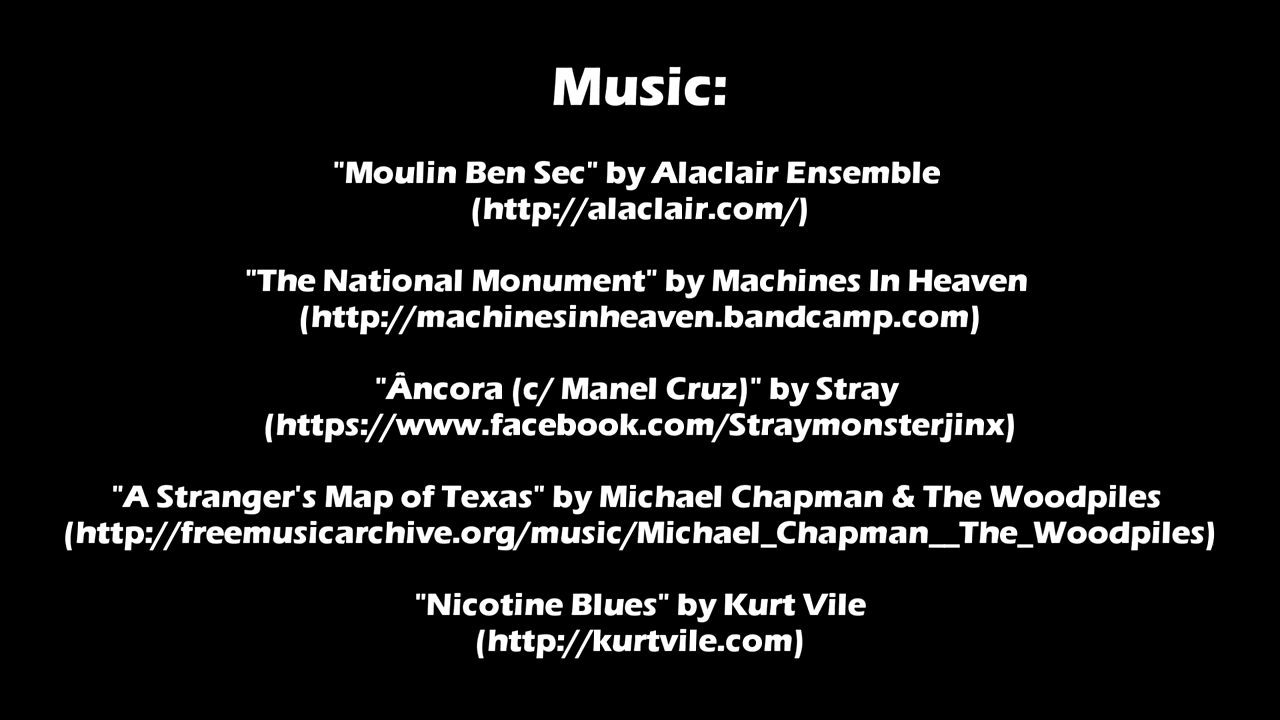 Music:
"Moulin Ben Sec" by Alaclair Ensemble
(http://alaclair.com/)
"The National Monument" by Machines In Heaven
(http://machinesinheaven.bandcamp.com)
"Âncora (c/ Manel Cruz)" by Stray
(https://www.facebook.com/Straymonsterjinx)
"A Stranger's Map of Texas" by Michael Chapman & The Woodpiles
(http://freemusicarchive.org/music/Michael_Chapman__The_Woodpiles)
"Nicotine Blues" by Kurt Vile
(http://kurtvile.com)